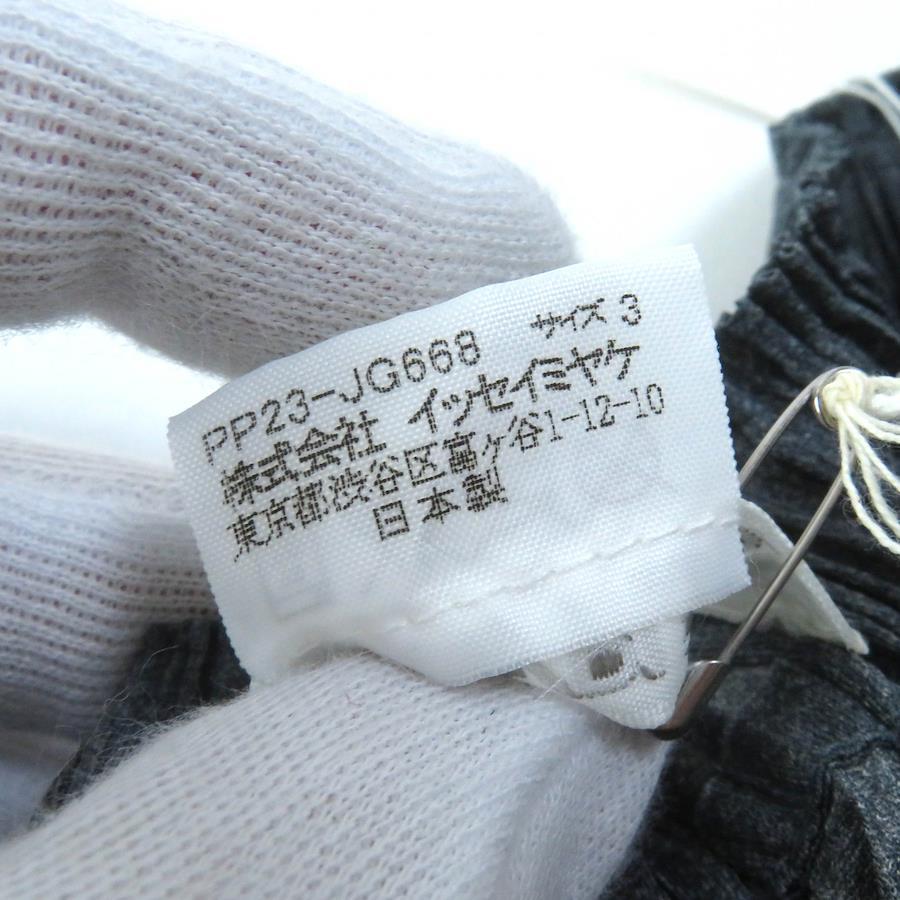 PP23-JG668 サイズ 3
株式会社 イッセイミヤケ
東京都渋谷区富ケ谷1-12-10
日本製